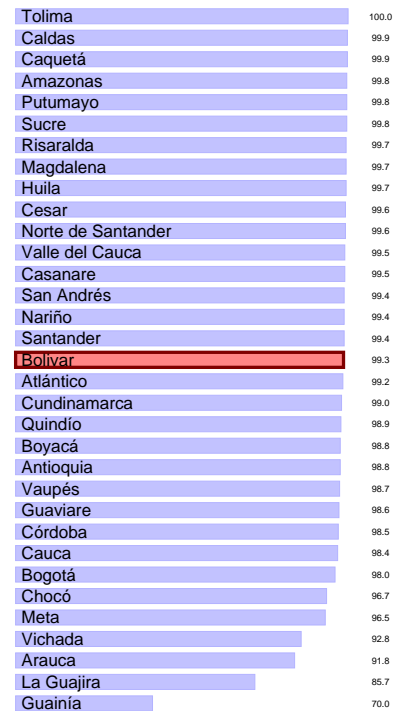 Tolima 100.0
Caldas 99.9
Caquetá 99.9
Amazonas 99.8
Putumayo 99.8
Sucre 99.8
Risaralda 99.7
Magdalena 99.7
Huila 99.7
Cesar 99.6
Norte de Santander 99.6
Valle del Cauca 99.5
Casanare 99.5
San Andrés 99.4
Nariño 99.4
Santander 99.4
Bolivar 99.3
Atlántico 99.2
Cundinamarca 99.0
Quindío 98.9
Boyacá 98.8
Antioquia 98.8
Vaupés 98.7
Guaviare 98.6
Córdoba 98.5
Cauca 98.4
Bogotá 98.0
Chocó 96.7
Meta 96.5
Vichada 92.8
Arauca 91.8
La Guajira 85.7
Guainía 70.0